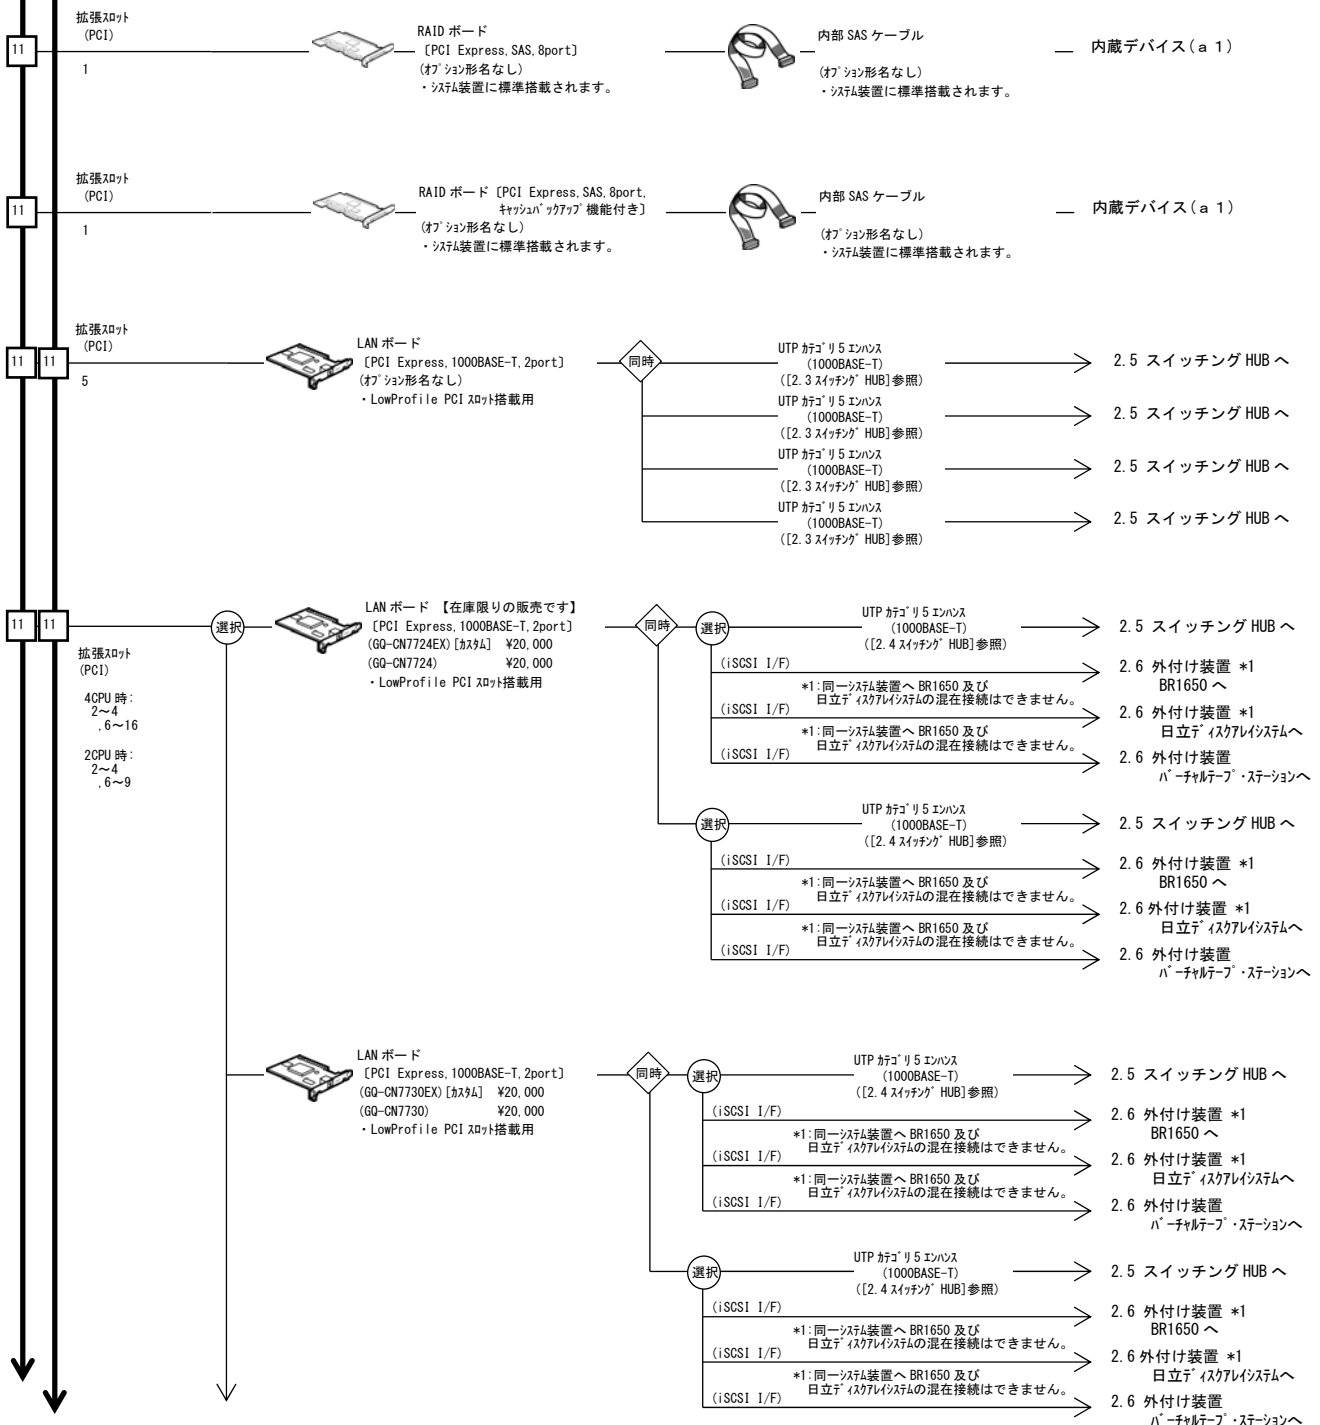 拡張ｽﾛｯﾄ
(PCI)
11
1
RAID ボード
〔PCI Express, SAS, 8port〕
(ｵﾌﾟｼｮﾝ形名なし)
・ｼｽﾃﾑ装置に標準搭載されます。
内部 SAS ケーブル
(ｵﾌﾟｼｮﾝ形名なし)
・ｼｽﾃﾑ装置に標準搭載されます。
内蔵デバイス(ａ1)
拡張ｽﾛｯﾄ
(PCI)
11
1
RAID ボード〔PCI Express, SAS, 8port,
ｷｬｯｼｭﾊﾞｯｸｱｯﾌﾟ機能付き〕
(ｵﾌﾟｼｮﾝ形名なし)
・ｼｽﾃﾑ装置に標準搭載されます。
内部 SAS ケーブル
(ｵﾌﾟｼｮﾝ形名なし)
・ｼｽﾃﾑ装置に標準搭載されます。
内蔵デバイス(ａ1)
拡張ｽﾛｯﾄ
(PCI)
11 11
5
LAN ボード
〔PCI Express, 1000BASE-T, 2port〕
(ｵﾌﾟｼｮﾝ形名なし)
・LowProfile PCI ｽﾛｯﾄ搭載用
同時
UTP ｶﾃｺﾞﾘ 5 ｴﾝﾊﾝｽ
(1000BASE-T)
([2.3 ｽｲｯﾁﾝｸﾞ HUB]参照)
2.5 スイッチング HUB へ
UTP ｶﾃｺﾞﾘ 5 ｴﾝﾊﾝｽ
(1000BASE-T)
([2.3 ｽｲｯﾁﾝｸﾞ HUB]参照)
2.5 スイッチング HUB へ
UTP ｶﾃｺﾞﾘ 5 ｴﾝﾊﾝｽ
(1000BASE-T)
([2.3 ｽｲｯﾁﾝｸﾞ HUB]参照)
2.5 スイッチング HUB へ
UTP ｶﾃｺﾞﾘ 5 ｴﾝﾊﾝｽ
(1000BASE-T)
([2.3 ｽｲｯﾁﾝｸﾞ HUB]参照)
2.5 スイッチング HUB へ
11 11
拡張ｽﾛｯﾄ
(PCI)
4CPU 時:
2～4
,6～16
2CPU 時:
2～4
,6～9
選択
LAN ボード 【在庫限りの販売です】
〔PCI Express, 1000BASE-T, 2port〕
(GQ-CN7724EX)[ｶｽﾀﾑ] ¥20,000
(GQ-CN7724) ¥20,000
・LowProfile PCI ｽﾛｯﾄ搭載用
同時
選択
UTP ｶﾃｺﾞﾘ 5 ｴﾝﾊﾝｽ
(1000BASE-T)
([2.4 ｽｲｯﾁﾝｸﾞ HUB]参照)
2.5 スイッチング HUB へ
(iSCSI I/F)
2.6 外付け装置 *1
BR1650 へ
*1:同一ｼｽﾃﾑ装置へ BR1650 及び
日立ﾃﾞｨｽｸｱﾚｲｼｽﾃﾑの混在接続はできません。
(iSCSI I/F)
2.6 外付け装置 *1
日立ﾃﾞｨｽｸｱﾚｲｼｽﾃﾑへ
*1:同一ｼｽﾃﾑ装置へ BR1650 及び
日立ﾃﾞｨｽｸｱﾚｲｼｽﾃﾑの混在接続はできません。
(iSCSI I/F)
2.6 外付け装置
ﾊﾞｰﾁｬﾙﾃｰﾌﾟ・ｽﾃｰｼｮﾝへ
選択
UTP ｶﾃｺﾞﾘ 5 ｴﾝﾊﾝｽ
(1000BASE-T)
([2.4 ｽｲｯﾁﾝｸﾞ HUB]参照)
2.5 スイッチング HUB へ
(iSCSI I/F)
2.6 外付け装置 *1
BR1650 へ
*1:同一ｼｽﾃﾑ装置へ BR1650 及び
日立ﾃﾞｨｽｸｱﾚｲｼｽﾃﾑの混在接続はできません。
(iSCSI I/F)
2.6 外付け装置 *1
日立ﾃﾞｨｽｸｱﾚｲｼｽﾃﾑへ
*1:同一ｼｽﾃﾑ装置へ BR1650 及び
日立ﾃﾞｨｽｸｱﾚｲｼｽﾃﾑの混在接続はできません。
(iSCSI I/F)
2.6 外付け装置
ﾊﾞｰﾁｬﾙﾃｰﾌﾟ・ｽﾃｰｼｮﾝへ
LAN ボード
〔PCI Express, 1000BASE-T, 2port〕
(GQ-CN7730EX)[ｶｽﾀﾑ] ¥20,000
(GQ-CN7730) ¥20,000
・LowProfile PCI ｽﾛｯﾄ搭載用
同時
選択
UTP ｶﾃｺﾞﾘ 5 ｴﾝﾊﾝｽ
(1000BASE-T)
([2.4 ｽｲｯﾁﾝｸﾞ HUB]参照)
2.5 スイッチング HUB へ
(iSCSI I/F)
2.6 外付け装置 *1
BR1650 へ
*1:同一ｼｽﾃﾑ装置へ BR1650 及び
日立ﾃﾞｨｽｸｱﾚｲｼｽﾃﾑの混在接続はできません。
(iSCSI I/F)
2.6 外付け装置 *1
日立ﾃﾞｨｽｸｱﾚｲｼｽﾃﾑへ
*1:同一ｼｽﾃﾑ装置へ BR1650 及び
日立ﾃﾞｨｽｸｱﾚｲｼｽﾃﾑの混在接続はできません。
(iSCSI I/F)
2.6 外付け装置
ﾊﾞｰﾁｬﾙﾃｰﾌﾟ・ｽﾃｰｼｮﾝへ
選択
UTP ｶﾃｺﾞﾘ 5 ｴﾝﾊﾝｽ
(1000BASE-T)
([2.4 ｽｲｯﾁﾝｸﾞ HUB]参照)
2.5 スイッチング HUB へ
(iSCSI I/F)
2.6 外付け装置 *1
BR1650 へ
*1:同一ｼｽﾃﾑ装置へ BR1650 及び
日立ﾃﾞｨｽｸｱﾚｲｼｽﾃﾑの混在接続はできません。
(iSCSI I/F)
2.6 外付け装置 *1
日立ﾃﾞｨｽｸｱﾚｲｼｽﾃﾑへ
*1:同一ｼｽﾃﾑ装置へ BR1650 及び
日立ﾃﾞｨｽｸｱﾚｲｼｽﾃﾑの混在接続はできません。
(iSCSI I/F)
2.6 外付け装置
ﾊﾞｰﾁｬﾙﾃｰﾌﾟ・ｽﾃｰｼｮﾝへ